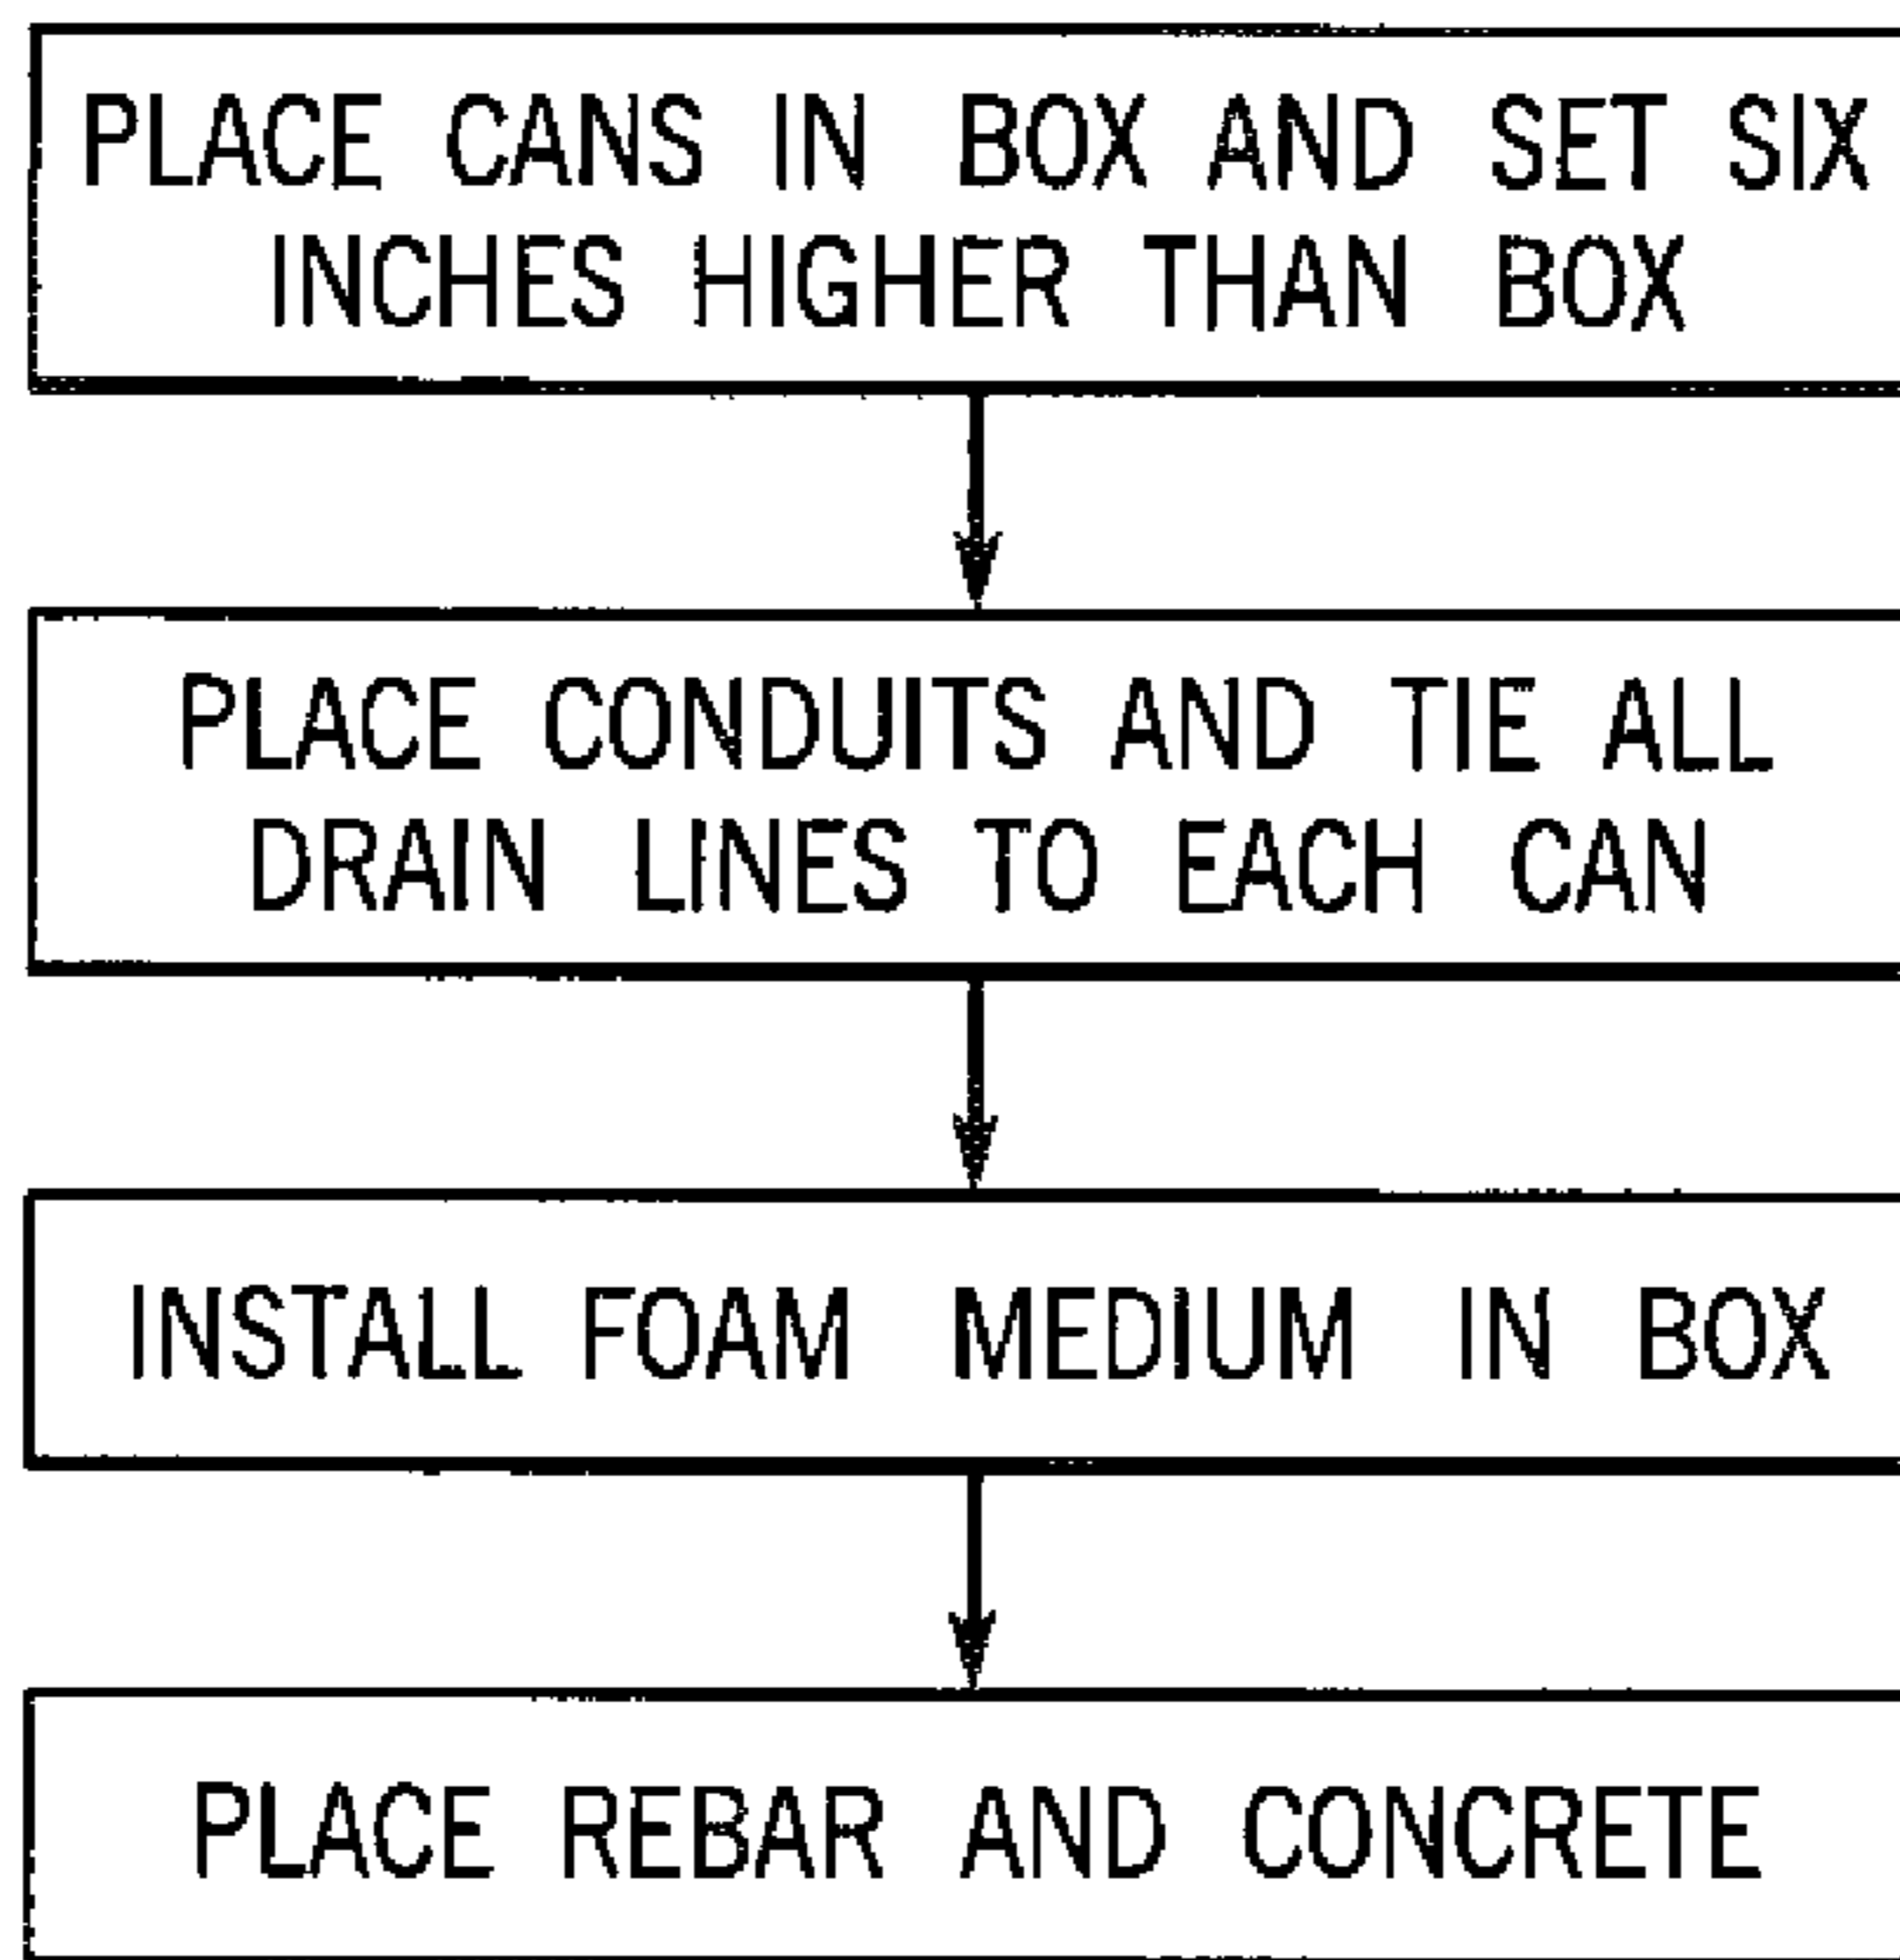 PLACE CANS IN BOX AND SET SIX
INCHES HIGHER THAN BOX
PLACE CONDUITS AND TIE ALL
DRAIN LINES TO EACH CAN
INSTALL FOAM MEDIUM IN BOX
PLACE REBAR AND CONCRETE